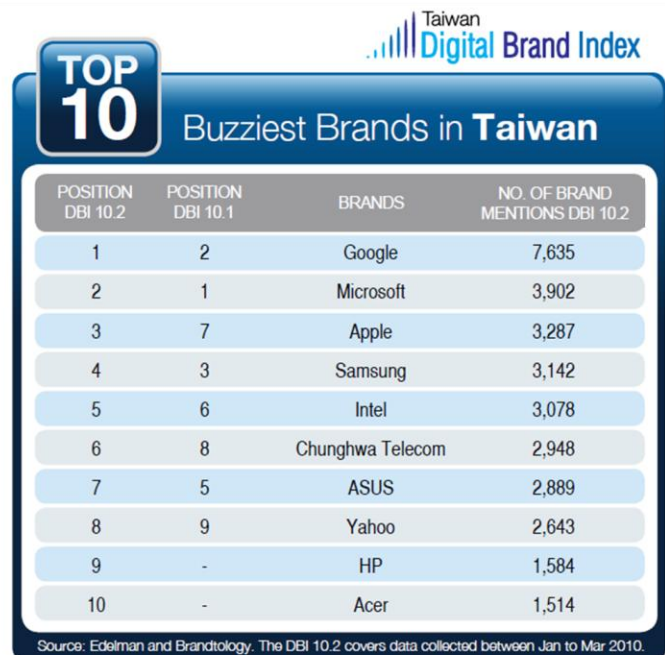 Taiwan
Digital Brand Index
TOP
10
Buzziest Brands in Taiwan
POSITION DBI 10.2 POSITION DBI 10.1 BRANDS NO. OF BRAND MENTIONS DBI 10.2
1 2 Google 7,635
2 1 Microsoft 3,902
3 7 Apple 3,287
4 3 Samsung 3,142
5 6 Intel 3,078
6 8 Chunghwa Telecom 2,948
7 5 ASUS 2,889
8 9 Yahoo 2,643
9 - HP 1,584
10 - Acer 1,514
Source: Edelman and Brandtology. The DBI 10.2 covers data collected between Jan to Mar 2010.